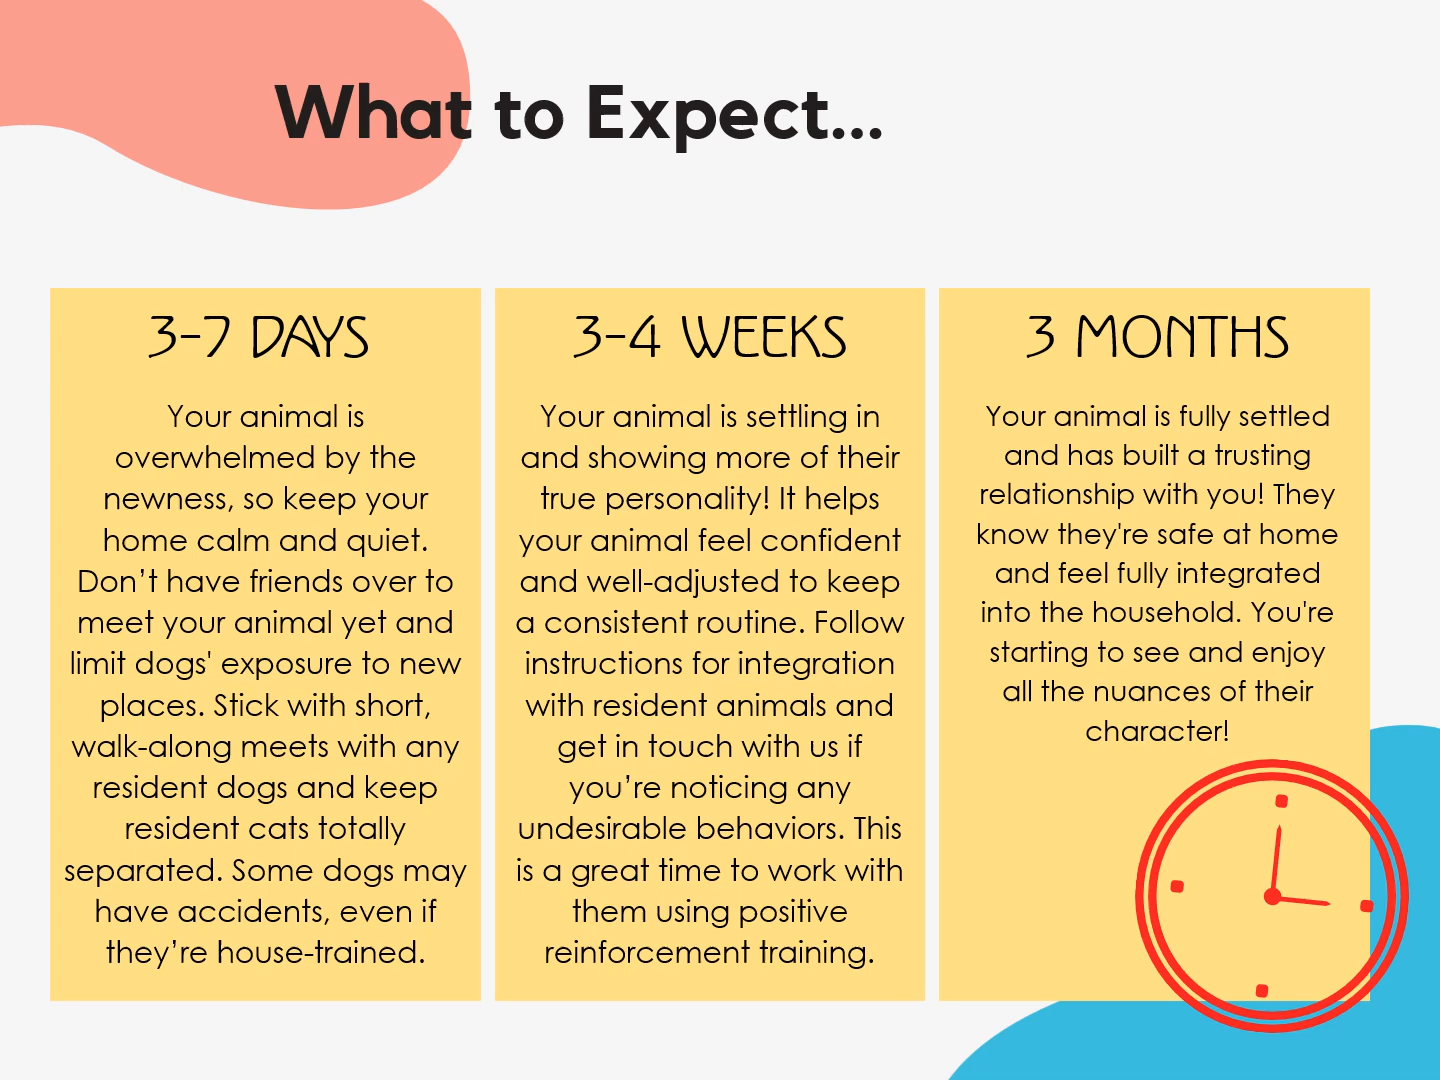 What to Expect...
3-7 DAYS
Your animal is
overwhelmed by the
newness, so keep your
home calm and quiet.
Don’t have friends over to
meet your animal yet and
limit dogs' exposure to new
places. Stick with short,
walk-along meets with any
resident dogs and keep
resident cats totally
separated. Some dogs may
have accidents, even if
they’re house-trained.
3-4 WEEKS
Your animal is settling in
and showing more of their
true personality! It helps
your animal feel confident
and well-adjusted to keep
a consistent routine. Follow
instructions for integration
with resident animals and
get in touch with us if
you’re noticing any
undesirable behaviors. This
is a great time to work with
them using positive
reinforcement training.
3 MONTHS
Your animal is fully settled
and has built a trusting
relationship with you! They
know they're safe at home
and feel fully integrated
into the household. You're
starting to see and enjoy
all the nuances of their
character!